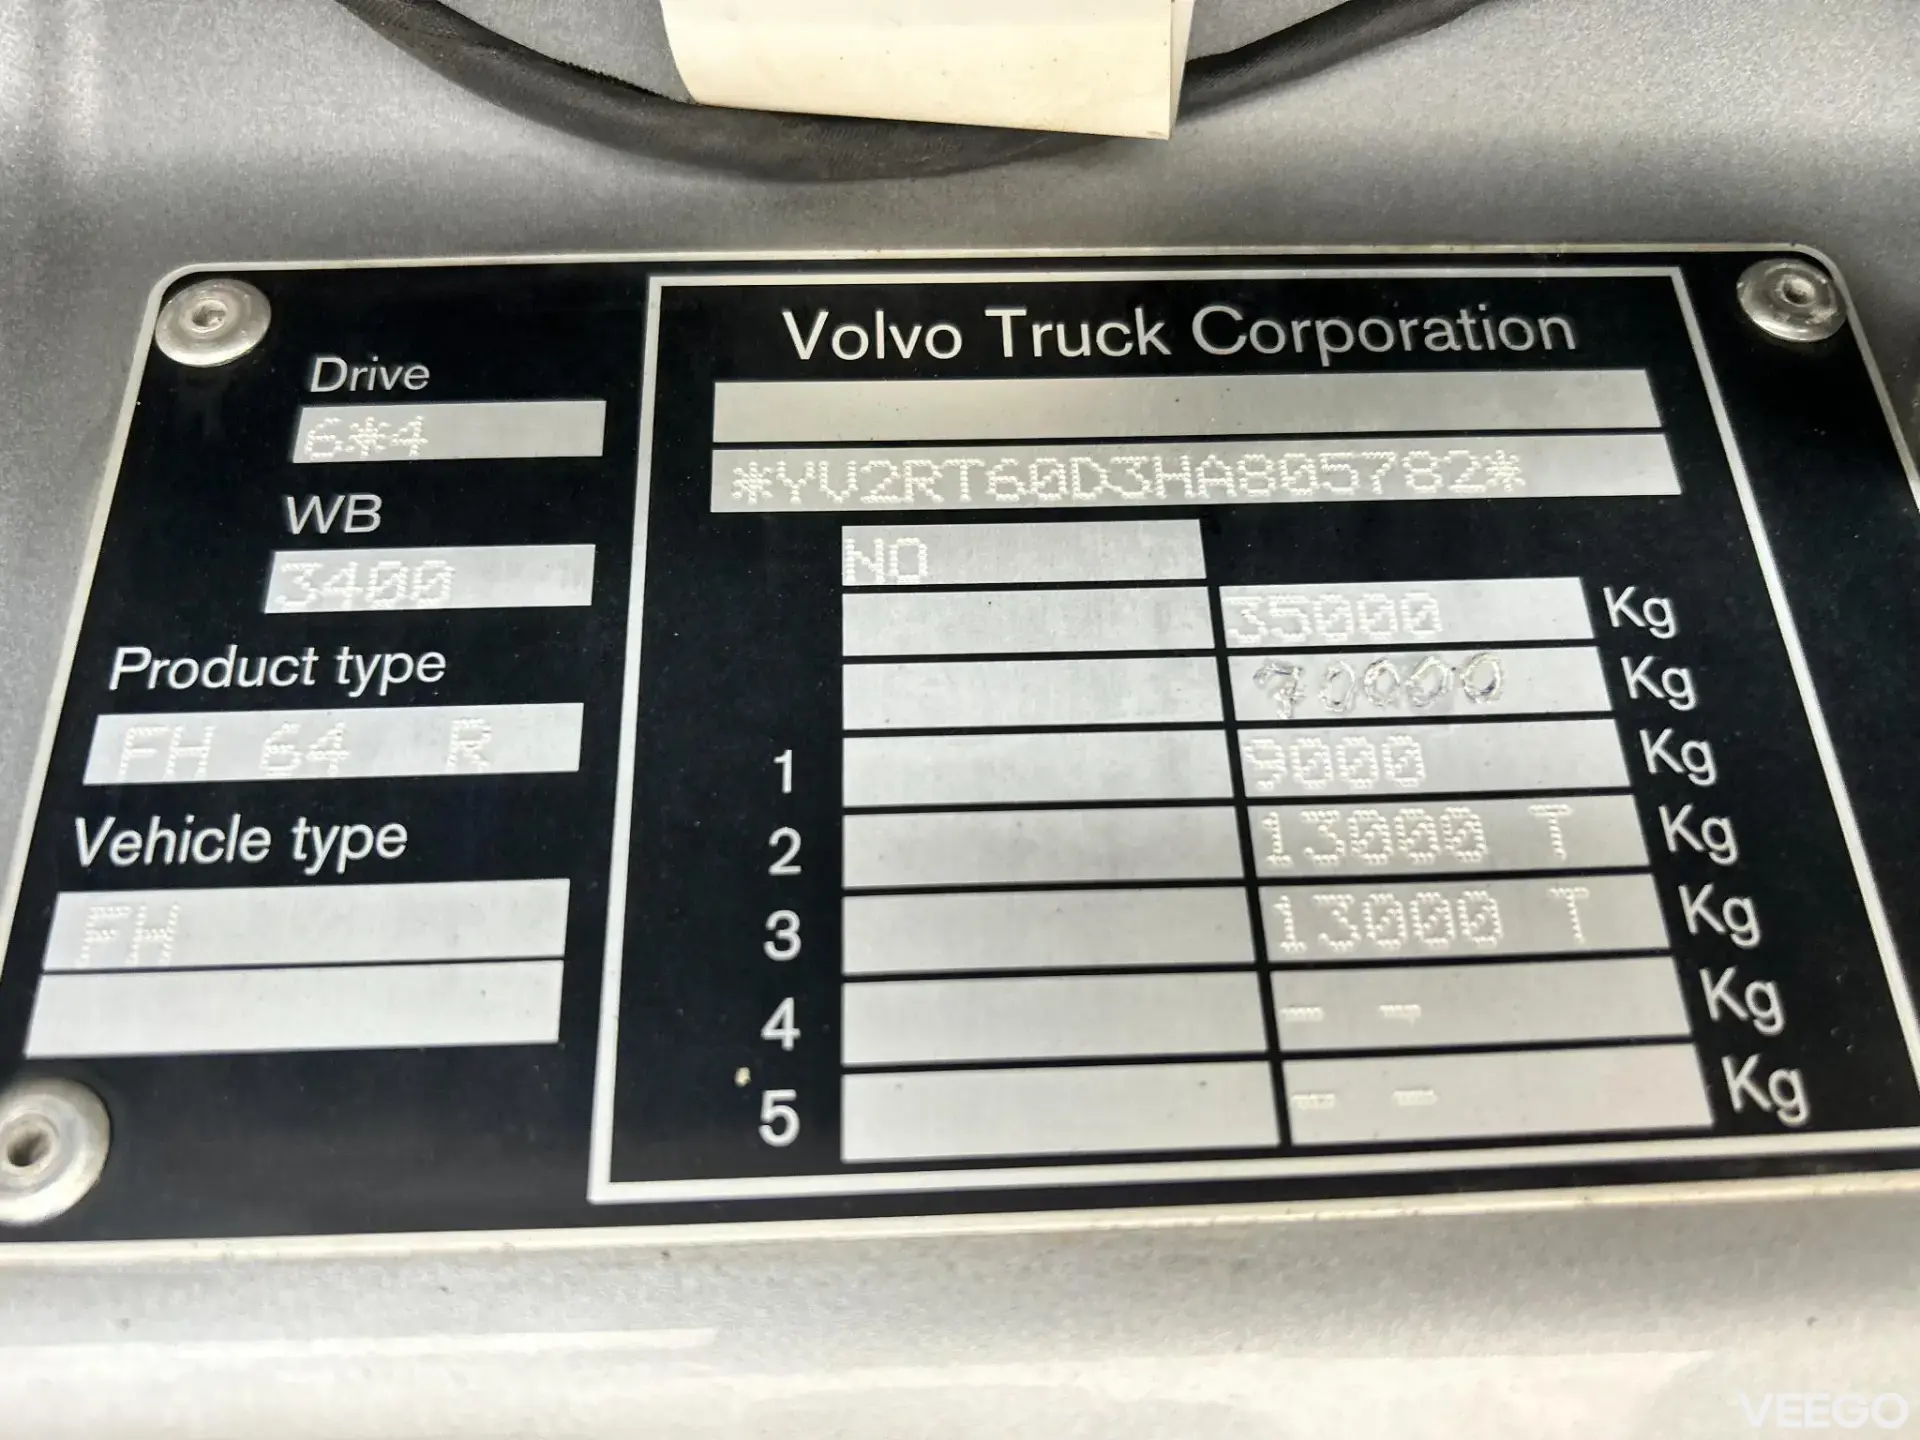 Drive
6*4
WB
3400
Product type
FH 64 R
Vehicle type
FH
Volvo Truck Corporation
*YV2RT60D3HA805782*
NO
35000 Kg
70000 Kg
1 9000 Kg
2 13000 T Kg
3 13000 T Kg
4 - - Kg
5 - - Kg
VEEGO